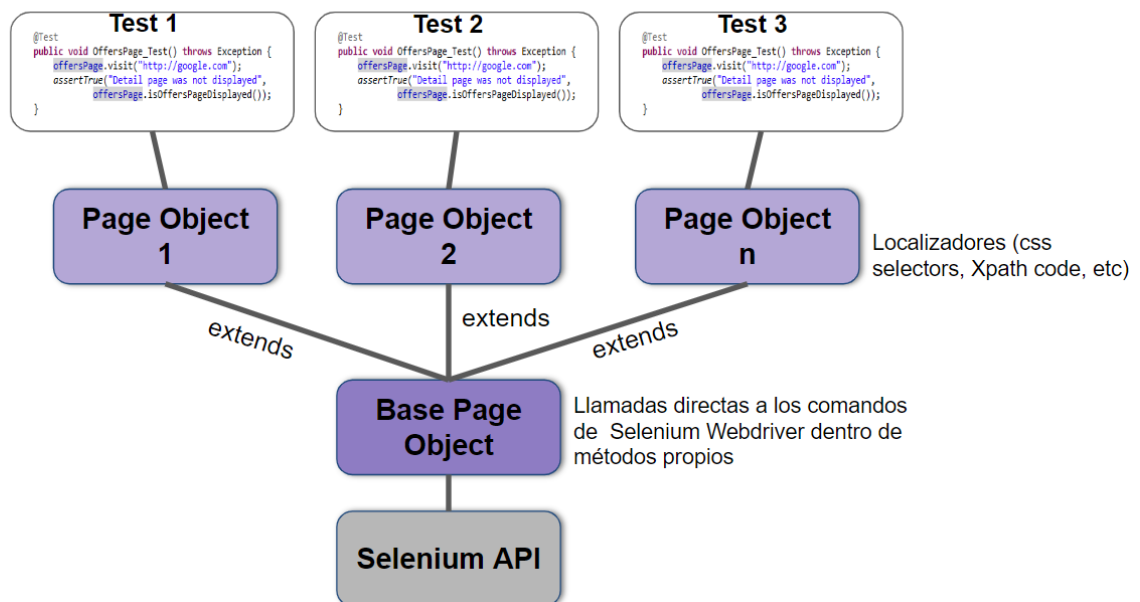 Test 1
@Test
public void OffersPage_Test() throws Exception {
offersPage.visit("http://google.com");
assertTrue("Detail page was not displayed",
offersPage.isOffersPageDisplayed());
}
Test 2
@Test
public void OffersPage_Test() throws Exception {
offersPage.visit("http://google.com");
assertTrue("Detail page was not displayed",
offersPage.isOffersPageDisplayed());
}
Test 3
@Test
public void OffersPage_Test() throws Exception {
offersPage.visit("http://google.com");
assertTrue("Detail page was not displayed",
offersPage.isOffersPageDisplayed());
}
Page Object
1
Page Object
2
Page Object
n
Localizadores (css
selectors, Xpath code, etc)
extends
extends
extends
Base Page
Object
Llamadas directas a los comandos
de Selenium Webdriver dentro de
métodos propios
Selenium API